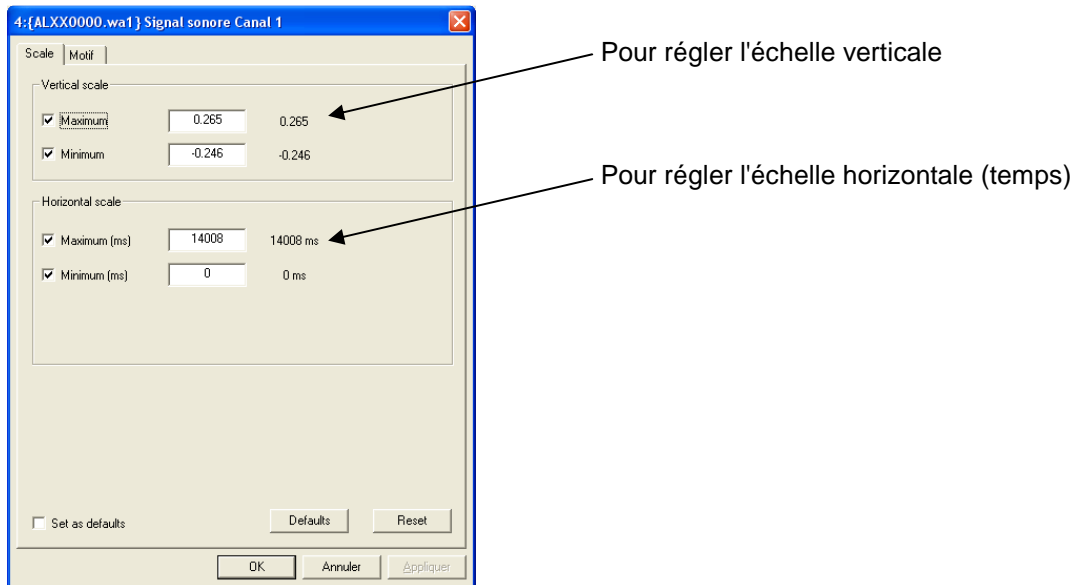 4:{ALXX0000.wa1} Signal sonore Canal 1
Scale Motif
Pour régler l'échelle verticale
Vertical scale
Maximum 0.265 0.265
Minimum -0.246 -0.246
Pour régler l'échelle horizontale (temps)
Horizontal scale
Maximum (ms) 14008 14008 ms
Minimum (ms) 0 0 ms
Set as defaults Defaults Reset
OK Annuler Appliquer